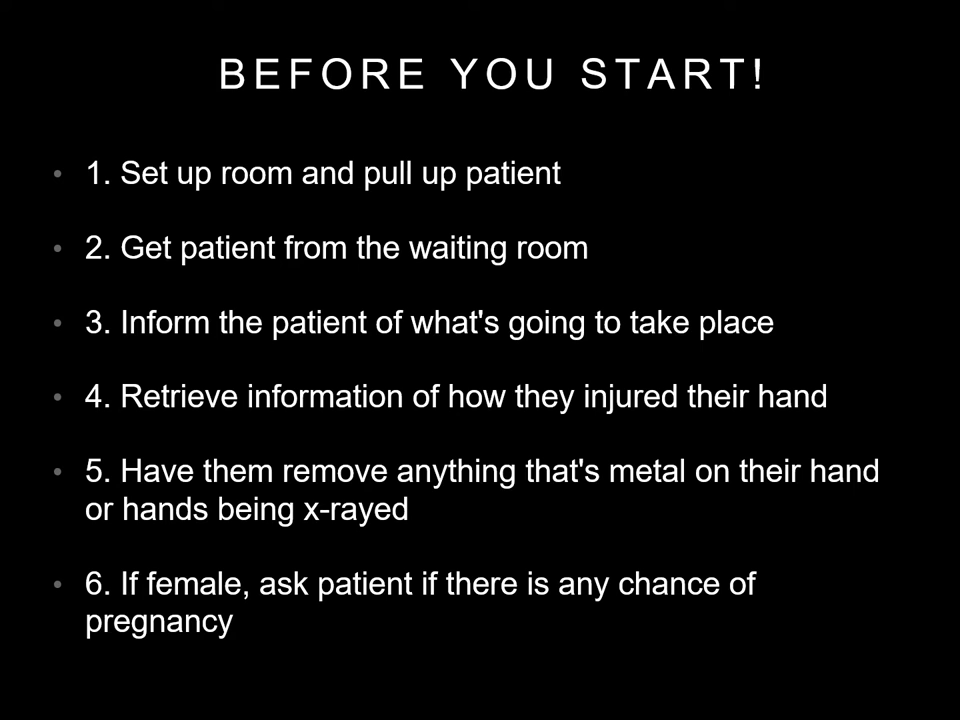 BEFORE YOU START!
• 1. Set up room and pull up patient
• 2. Get patient from the waiting room
• 3. Inform the patient of what's going to take place
• 4. Retrieve information of how they injured their hand
• 5. Have them remove anything that's metal on their hand
or hands being x-rayed
• 6. If female, ask patient if there is any chance of
pregnancy